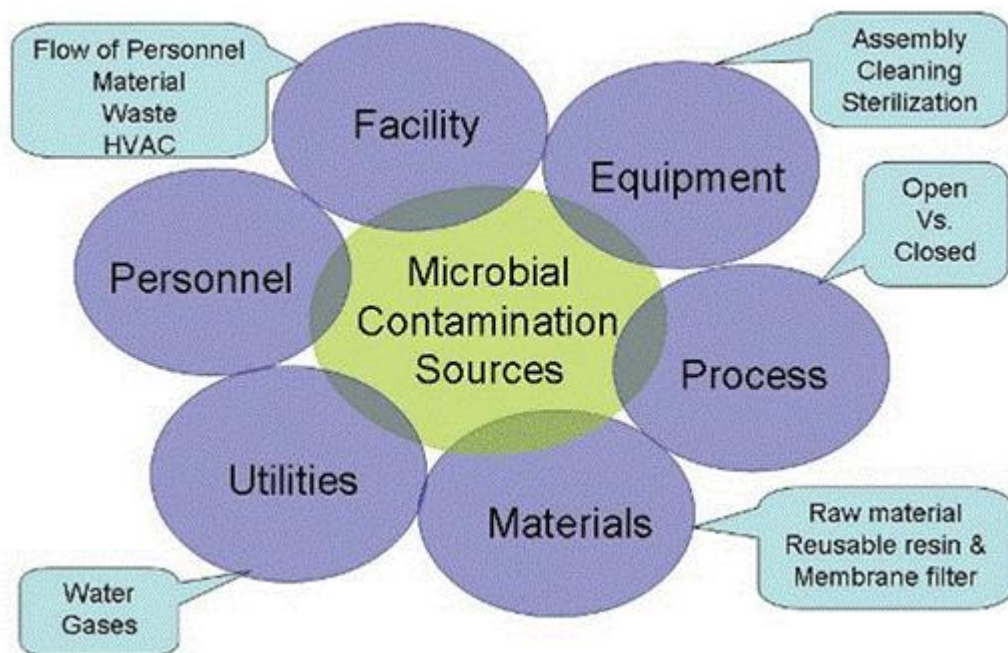 Flow of Personnel
Material
Waste
HVAC
Facility
Assembly
Cleaning
Sterilization
Equipment
Open
Vs.
Closed
Personnel
Microbial
Contamination
Sources
Process
Utilities
Materials
Raw material
Reusable resin &
Membrane filter
Water
Gases